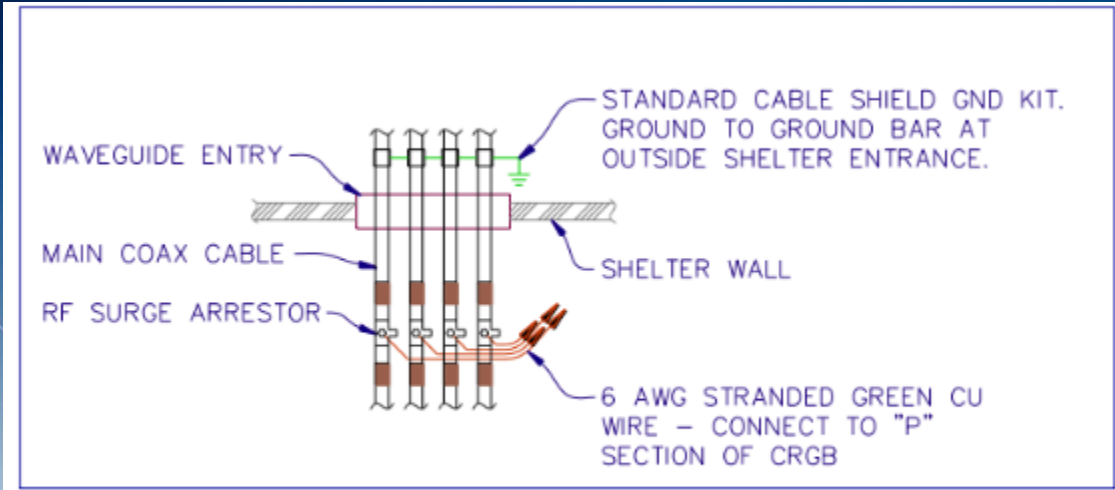 STANDARD CABLE SHIELD GND KIT.
GROUND TO GROUND BAR AT
OUTSIDE SHELTER ENTRANCE.
WAVEGUIDE ENTRY
MAIN COAX CABLE
SHELTER WALL
RF SURGE ARRESTOR
6 AWG STRANDED GREEN CU
WIRE – CONNECT TO "P"
SECTION OF CRGB